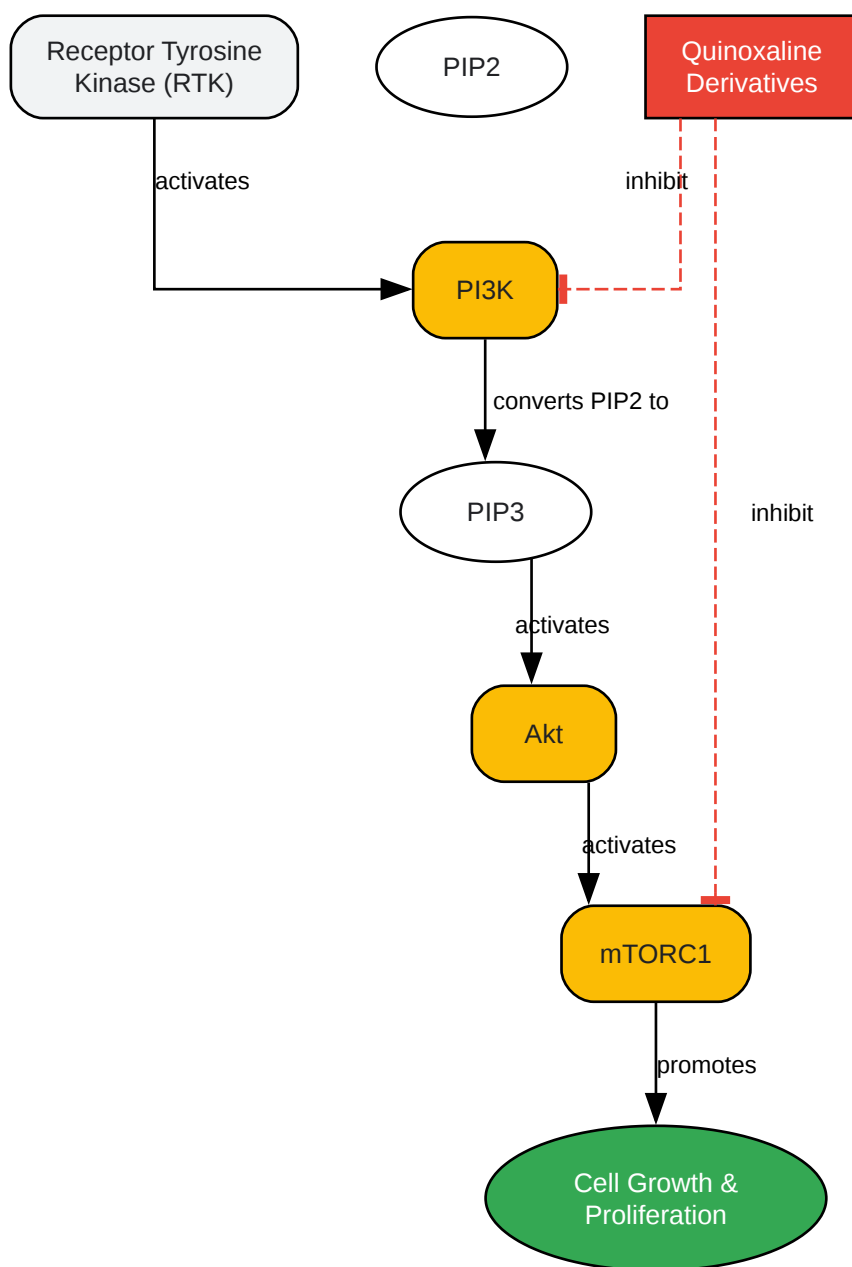 Receptor Tyrosine
Kinase (RTK)
PIP2
Quinoxaline
Derivatives
activates
inhibit
PI3K
converts PIP2 to
PIP3
inhibit
activates
Akt
activates
mTORC1
promotes
Cell Growth &
Proliferation